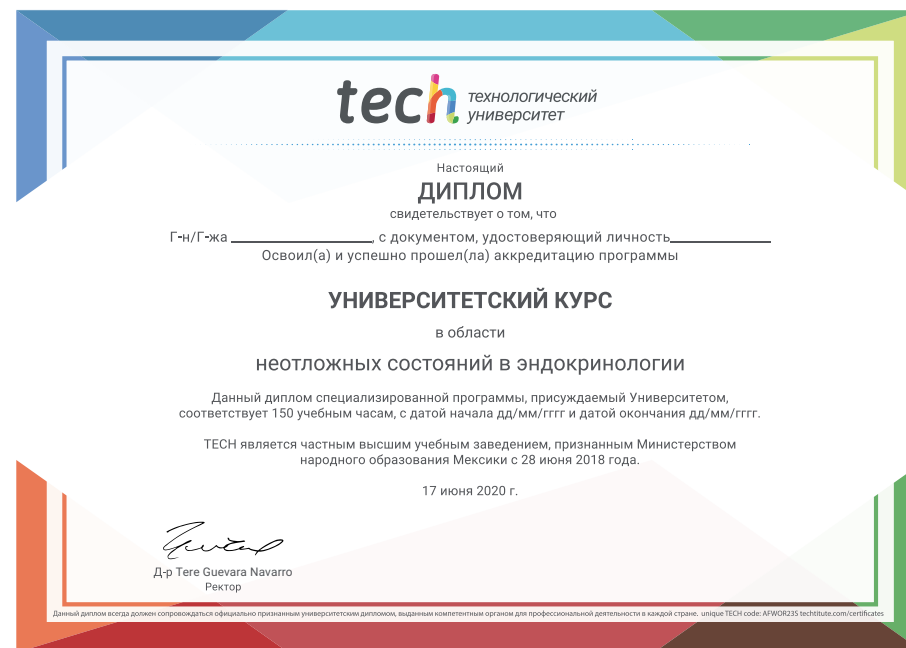 tech технологический
университет
Настоящий
ДИПЛОМ
свидетельствует о том, что
Г-н/Г-жа , с документом, удостоверяющий личность
Освоил(а) и успешно прошел(ла) аккредитацию программы
УНИВЕРСИТЕТСКИЙ КУРС
в области
неотложных состояний в эндокринологии
Данный диплом специализированной программы, присуждаемый Университетом,
соответствует 150 учебным часам, с датой начала дд/мм/гггг и датой окончания дд/мм/гггг.
TECH является частным высшим учебным заведением, признанным Министерством
народного образования Мексики с 28 июня 2018 года.
17 июня 2020 г.
Д-р Tere Guevara Navarro
Ректор
Данный диплом всегда должен сопровождаться официально признанным университетским дипломом, выданным компетентным органом для профессиональной деятельности в каждой стране. unique TECH code: AFWOR23S techtitute.com/certificates